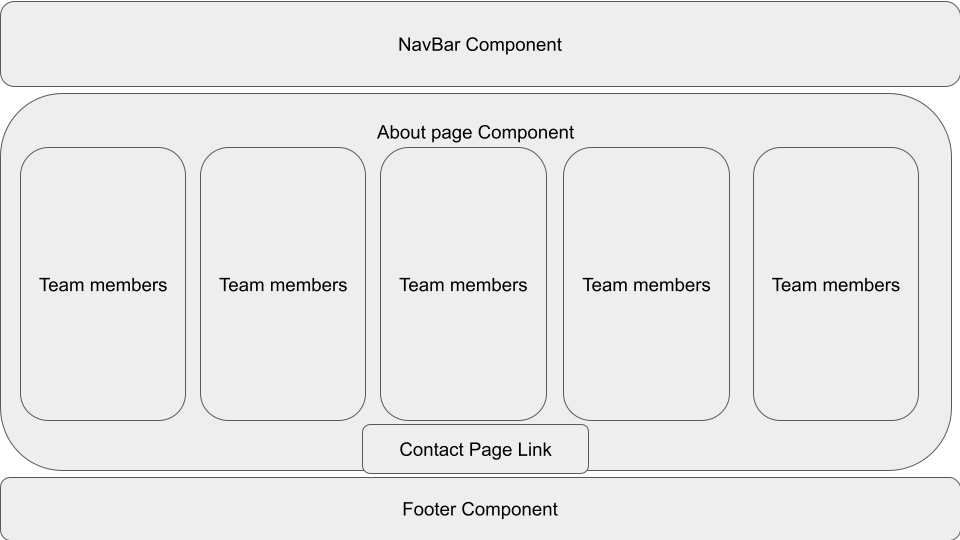 NavBar Component
About page Component
Team members
Team members
Team members
Team members
Team members
Contact Page Link
Footer Component